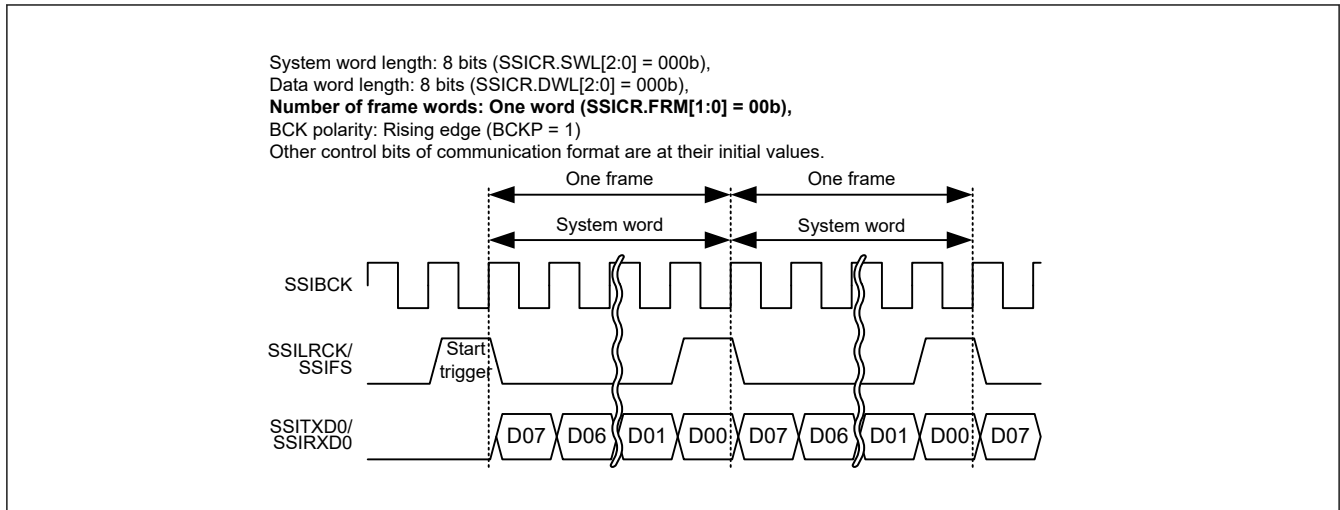 System word length: 8 bits (SSICR.SWL[2:0] = 000b),
Data word length: 8 bits (SSICR.DWL[2:0] = 000b),
Number of frame words: One word (SSICR.FRM[1:0] = 00b),
BCK polarity: Rising edge (BCKP = 1)
Other control bits of communication format are at their initial values.
One frame One frame
System word System word
SSIBCK
SSILRCK/
SSIFS
Start
trigger
SSITXD0/
SSIRXD0
D07 D06 D01 D00 D07 D06 D01 D00 D07